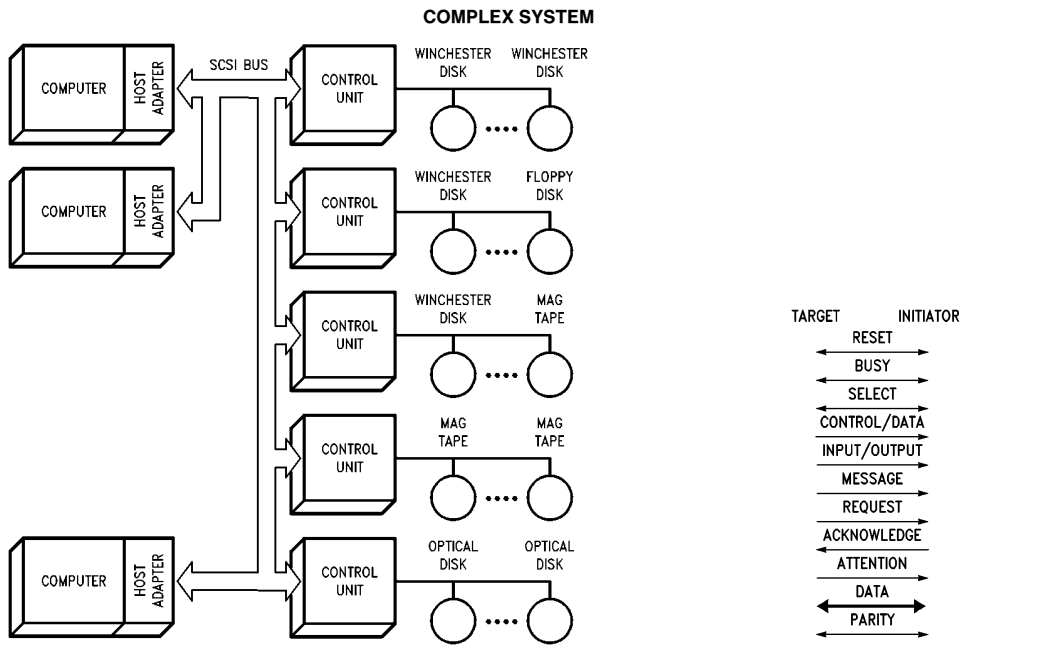 COMPLEX SYSTEM
SCSI BUS
COMPUTER
HOST
ADAPTER
CONTROL
UNIT
WINCHESTER
DISK
WINCHESTER
DISK
COMPUTER
HOST
ADAPTER
CONTROL
UNIT
WINCHESTER
DISK
FLOPPY
DISK
CONTROL
UNIT
WINCHESTER
DISK
MAG
TAPE
CONTROL
UNIT
MAG
TAPE
MAG
TAPE
COMPUTER
HOST
ADAPTER
CONTROL
UNIT
OPTICAL
DISK
OPTICAL
DISK
TARGET INITIATOR
RESET
BUSY
SELECT
CONTROL/DATA
INPUT/OUTPUT
MESSAGE
REQUEST
ACKNOWLEDGE
ATTENTION
DATA
PARITY